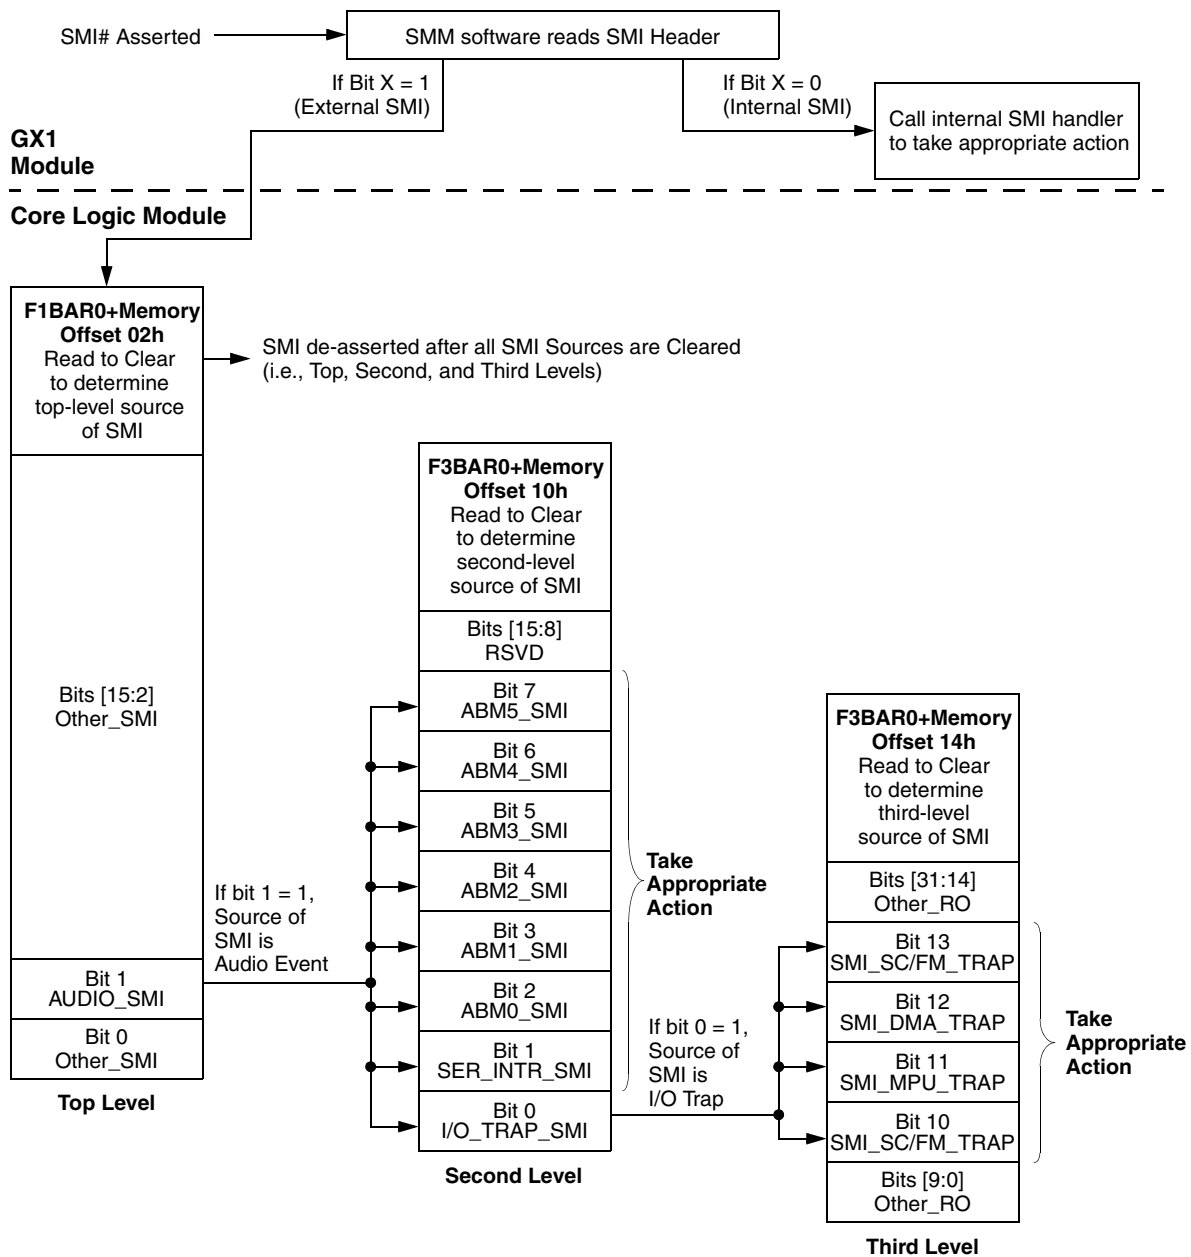 SMI# Asserted
SMM software reads SMI Header
If Bit X = 1
(External SMI)
If Bit X = 0
(Internal SMI)
Call internal SMI handler
to take appropriate action
GX1
Module
Core Logic Module
F1BAR0+Memory
Offset 02h
Read to Clear
to determine
top-level source
of SMI
SMI de-asserted after all SMI Sources are Cleared
(i.e., Top, Second, and Third Levels)
Bits [15:2]
Other_SMI
Bit 1
AUDIO_SMI
Bit 0
Other_SMI
Top Level
If bit 1 = 1,
Source of
SMI is
Audio Event
F3BAR0+Memory
Offset 10h
Read to Clear
to determine
second-level
source of SMI
Bits [15:8]
RSVD
Bit 7
ABM5_SMI
Bit 6
ABM4_SMI
Bit 5
ABM3_SMI
Bit 4
ABM2_SMI
Bit 3
ABM1_SMI
Bit 2
ABM0_SMI
Bit 1
SER_INTR_SMI
Bit 0
I/O_TRAP_SMI
Second Level
Take
Appropriate
Action
If bit 0 = 1,
Source of
SMI is
I/O Trap
F3BAR0+Memory
Offset 14h
Read to Clear
to determine
third-level
source of SMI
Bits [31:14]
Other_RO
Bit 13
SMI_SC/FM_TRAP
Bit 12
SMI_DMA_TRAP
Bit 11
SMI_MPU_TRAP
Bit 10
SMI_SC/FM_TRAP
Bits [9:0]
Other_RO
Third Level
Take
Appropriate
Action